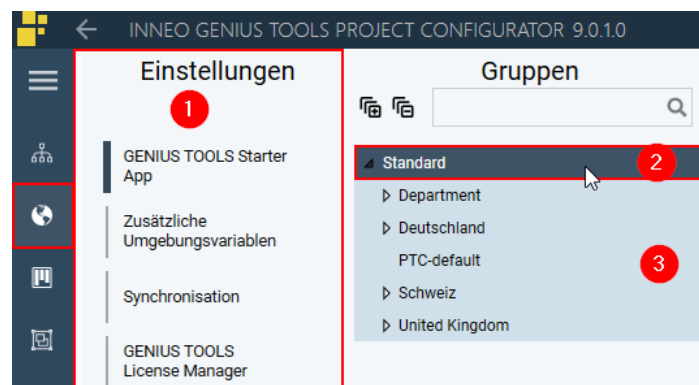 INNEO GENIUS TOOLS PROJECT CONFIGURATOR 9.0.1.0
Einstellungen
1
GENIUS TOOLS Starter
App
Zusätzliche
Umgebungsvariablen
Synchronisation
GENIUS TOOLS
License Manager
Gruppen
Standard
2
Department
Deutschland
PTC-default
3
Schweiz
United Kingdom